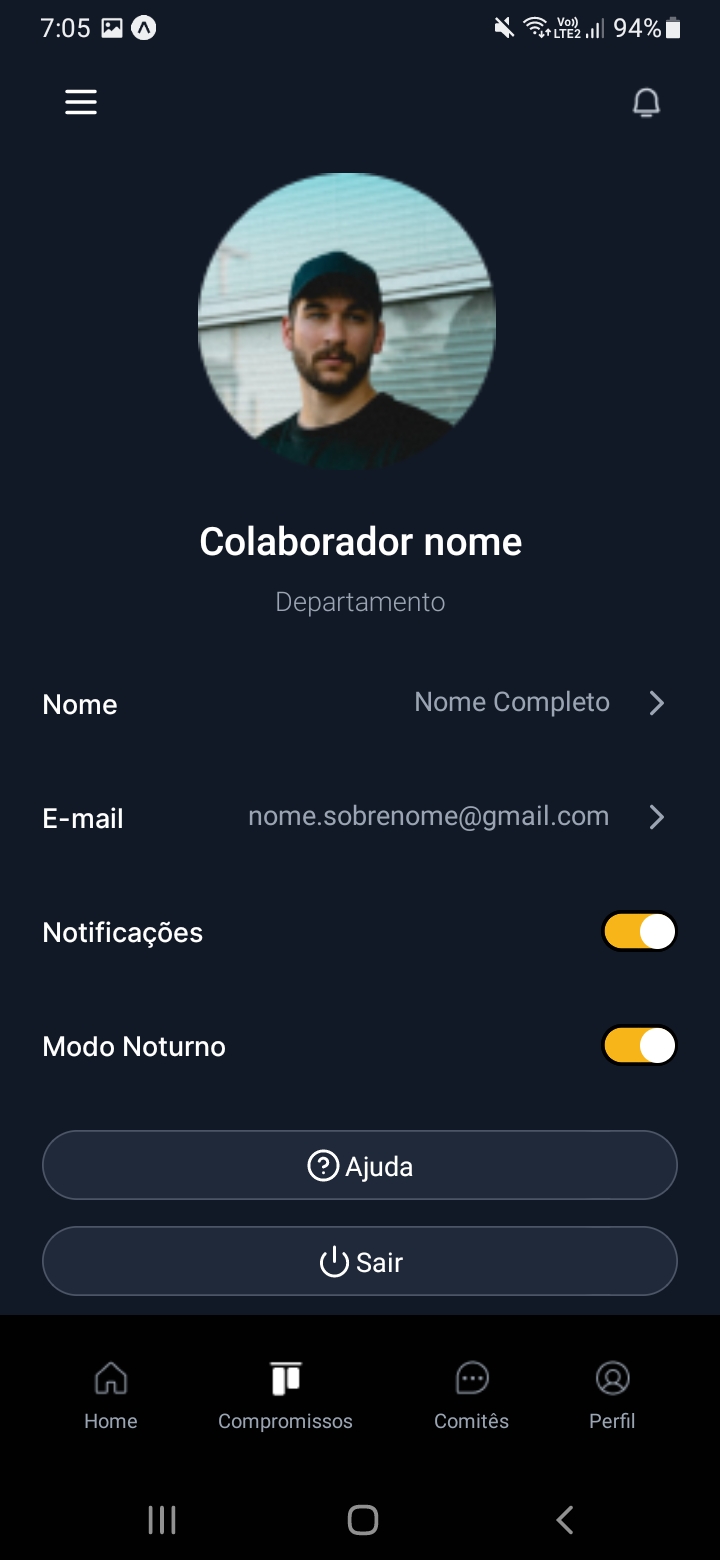 7:05 Vo)) LTE2 94%
Colaborador nome
Departamento
Nome Nome Completo
E-mail nome.sobrenome@gmail.com
Notificações
Modo Noturno
Ajuda
Sair
Home Compromissos Comitês Perfil